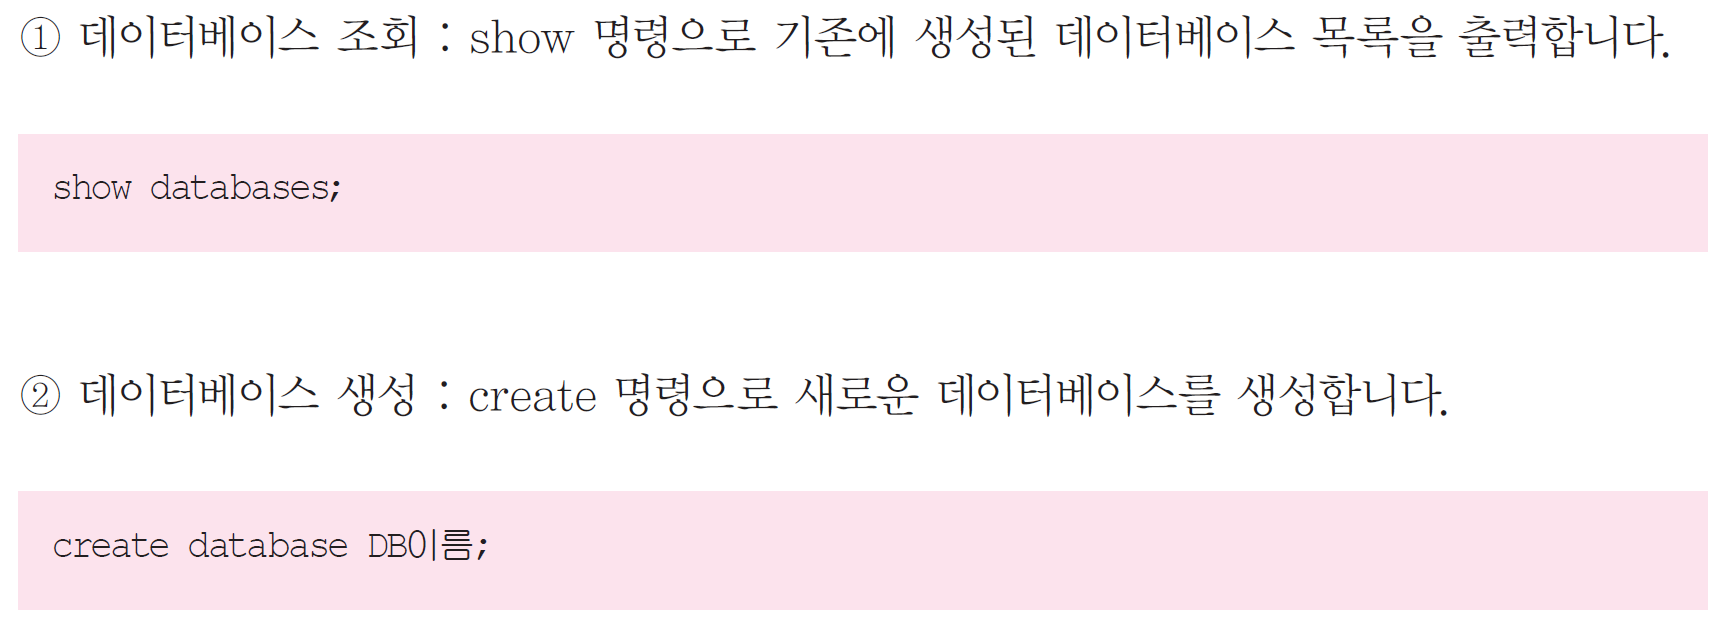 ① 데이터베이스 조회 : show 명령으로 기존에 생성된 데이터베이스 목록을 출력합니다.
show databases;
② 데이터베이스 생성 : create 명령으로 새로운 데이터베이스를 생성합니다.
create database DB이름;